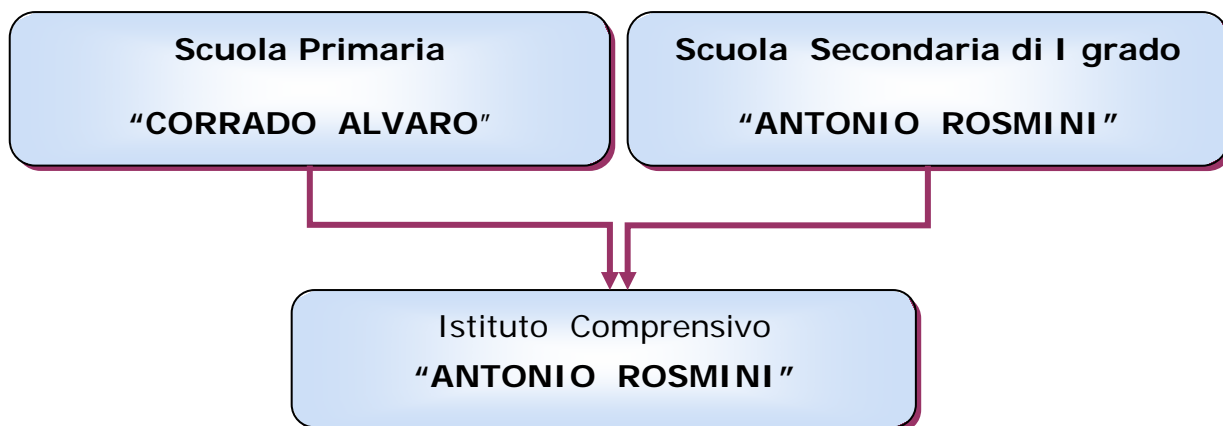 Scuola Primaria
“CORRADO ALVARO”
Scuola Secondaria di I grado
“ANTONIO ROSMINI”
Istituto Comprensivo
“ANTONIO ROSMINI”